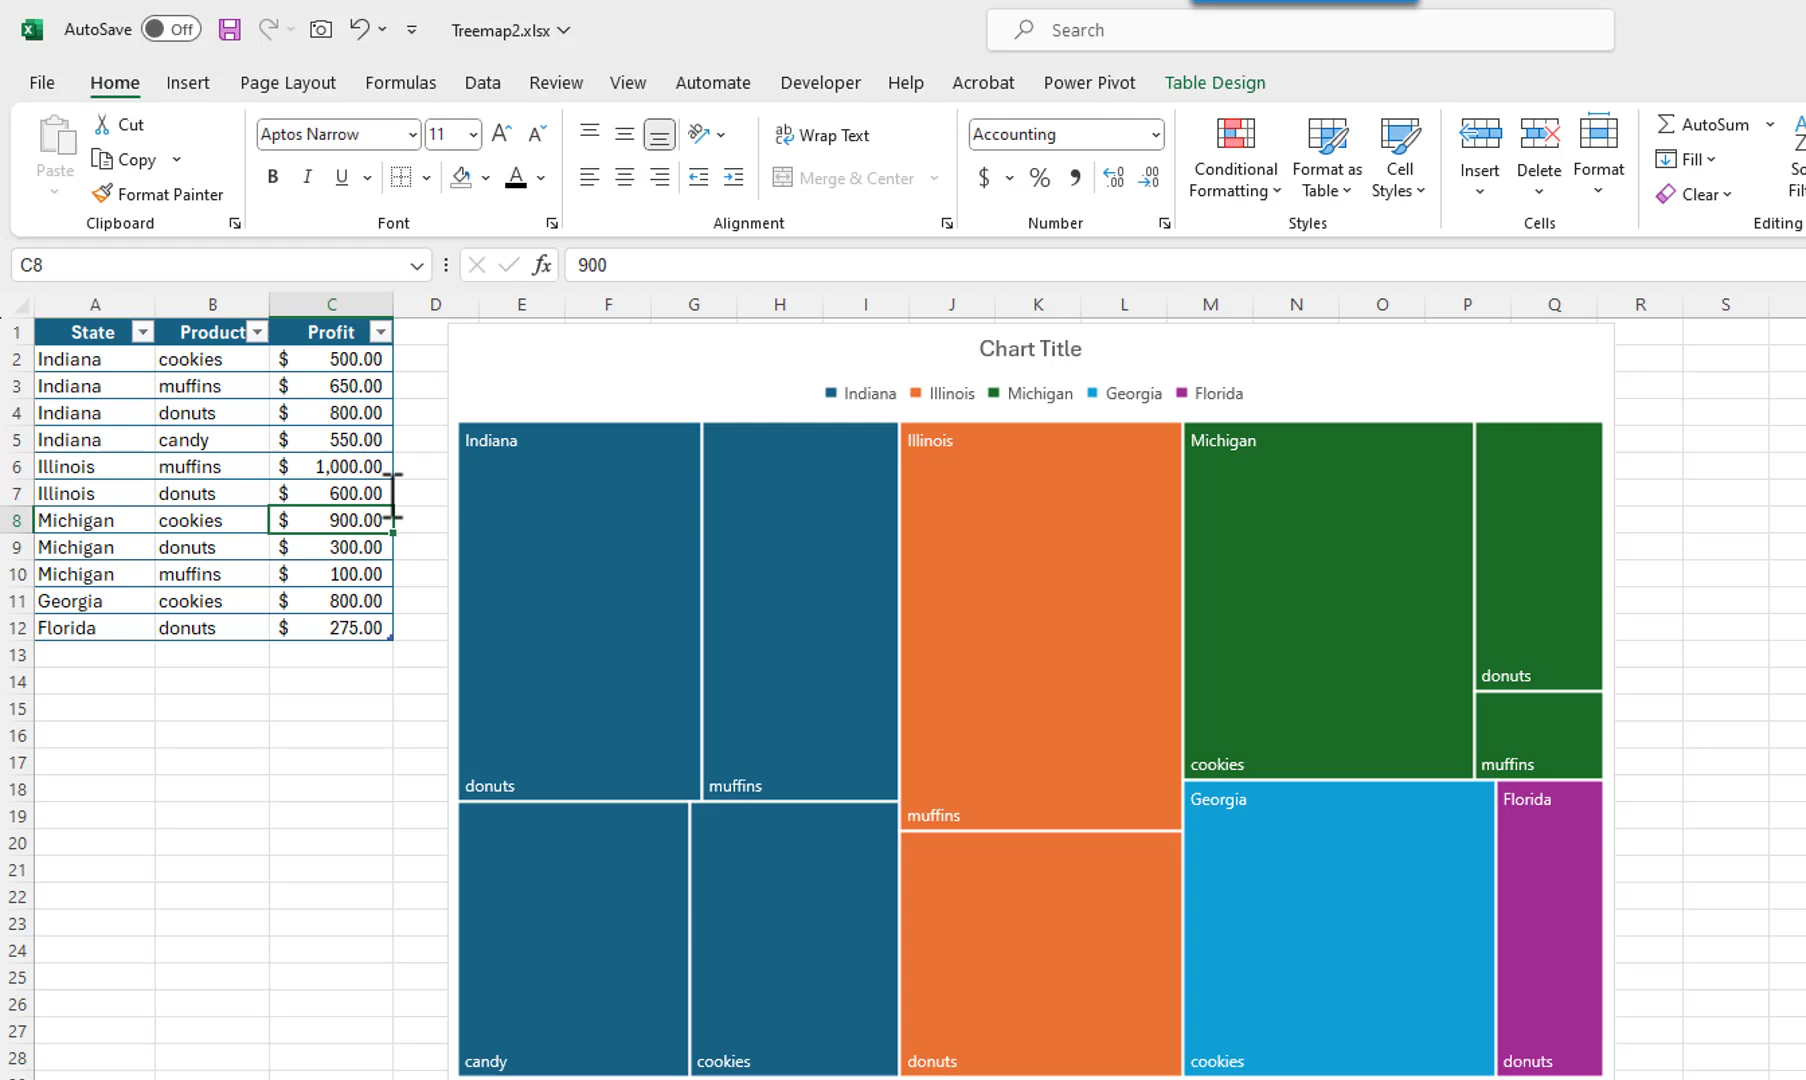 AutoSave Off Treemap2.xlsx Search
File Home Insert Page Layout Formulas Data Review View Automate Developer Help Acrobat Power Pivot Table Design
Paste Cut Copy Format Painter
Clipboard
Aptos Narrow 11
B I U A
Font
ab Wrap Text
Merge & Center
Alignment
Accounting
$ % 9 .00 .00
Number
Conditional Formatting Format as Table Cell Styles
Styles
Insert Delete Format
Cells
AutoSum
Fill
Clear
Editing
C8 fx 900
A B C D E F G H I J K L M N O P Q R S
1 State Product Profit
2 Indiana cookies $ 500.00
3 Indiana muffins $ 650.00
4 Indiana donuts $ 800.00
5 Indiana candy $ 550.00
6 Illinois muffins $ 1,000.00
7 Illinois donuts $ 600.00
8 Michigan cookies $ 900.00
9 Michigan donuts $ 300.00
10 Michigan muffins $ 100.00
11 Georgia cookies $ 800.00
12 Florida donuts $ 275.00
13
14
15
16
17
18
19
20
21
22
23
24
25
26
27
28
Chart Title
Indiana Illinois Michigan Georgia Florida
Indiana Illinois Michigan
donuts
cookies muffins
donuts muffins
Georgia Florida
muffins
candy cookies donuts cookies donuts